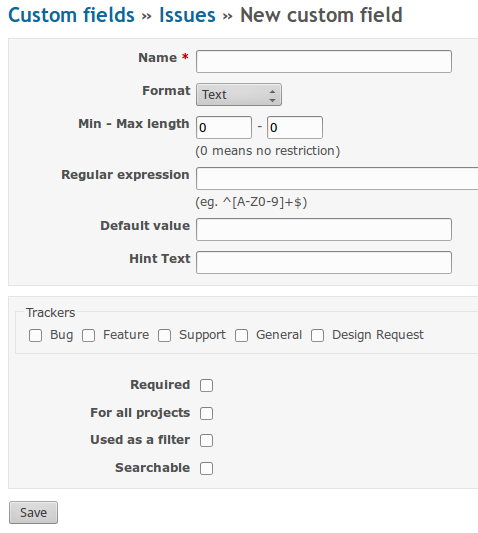 Custom fields » Issues » New custom field
Name *
Format Text
Min – Max length 0 - 0
(0 means no restriction)
Regular expression
(eg. ^[A-Z0-9]+$)
Default value
Hint Text
Trackers
Bug Feature Support General Design Request
Required
For all projects
Used as a filter
Searchable
Save